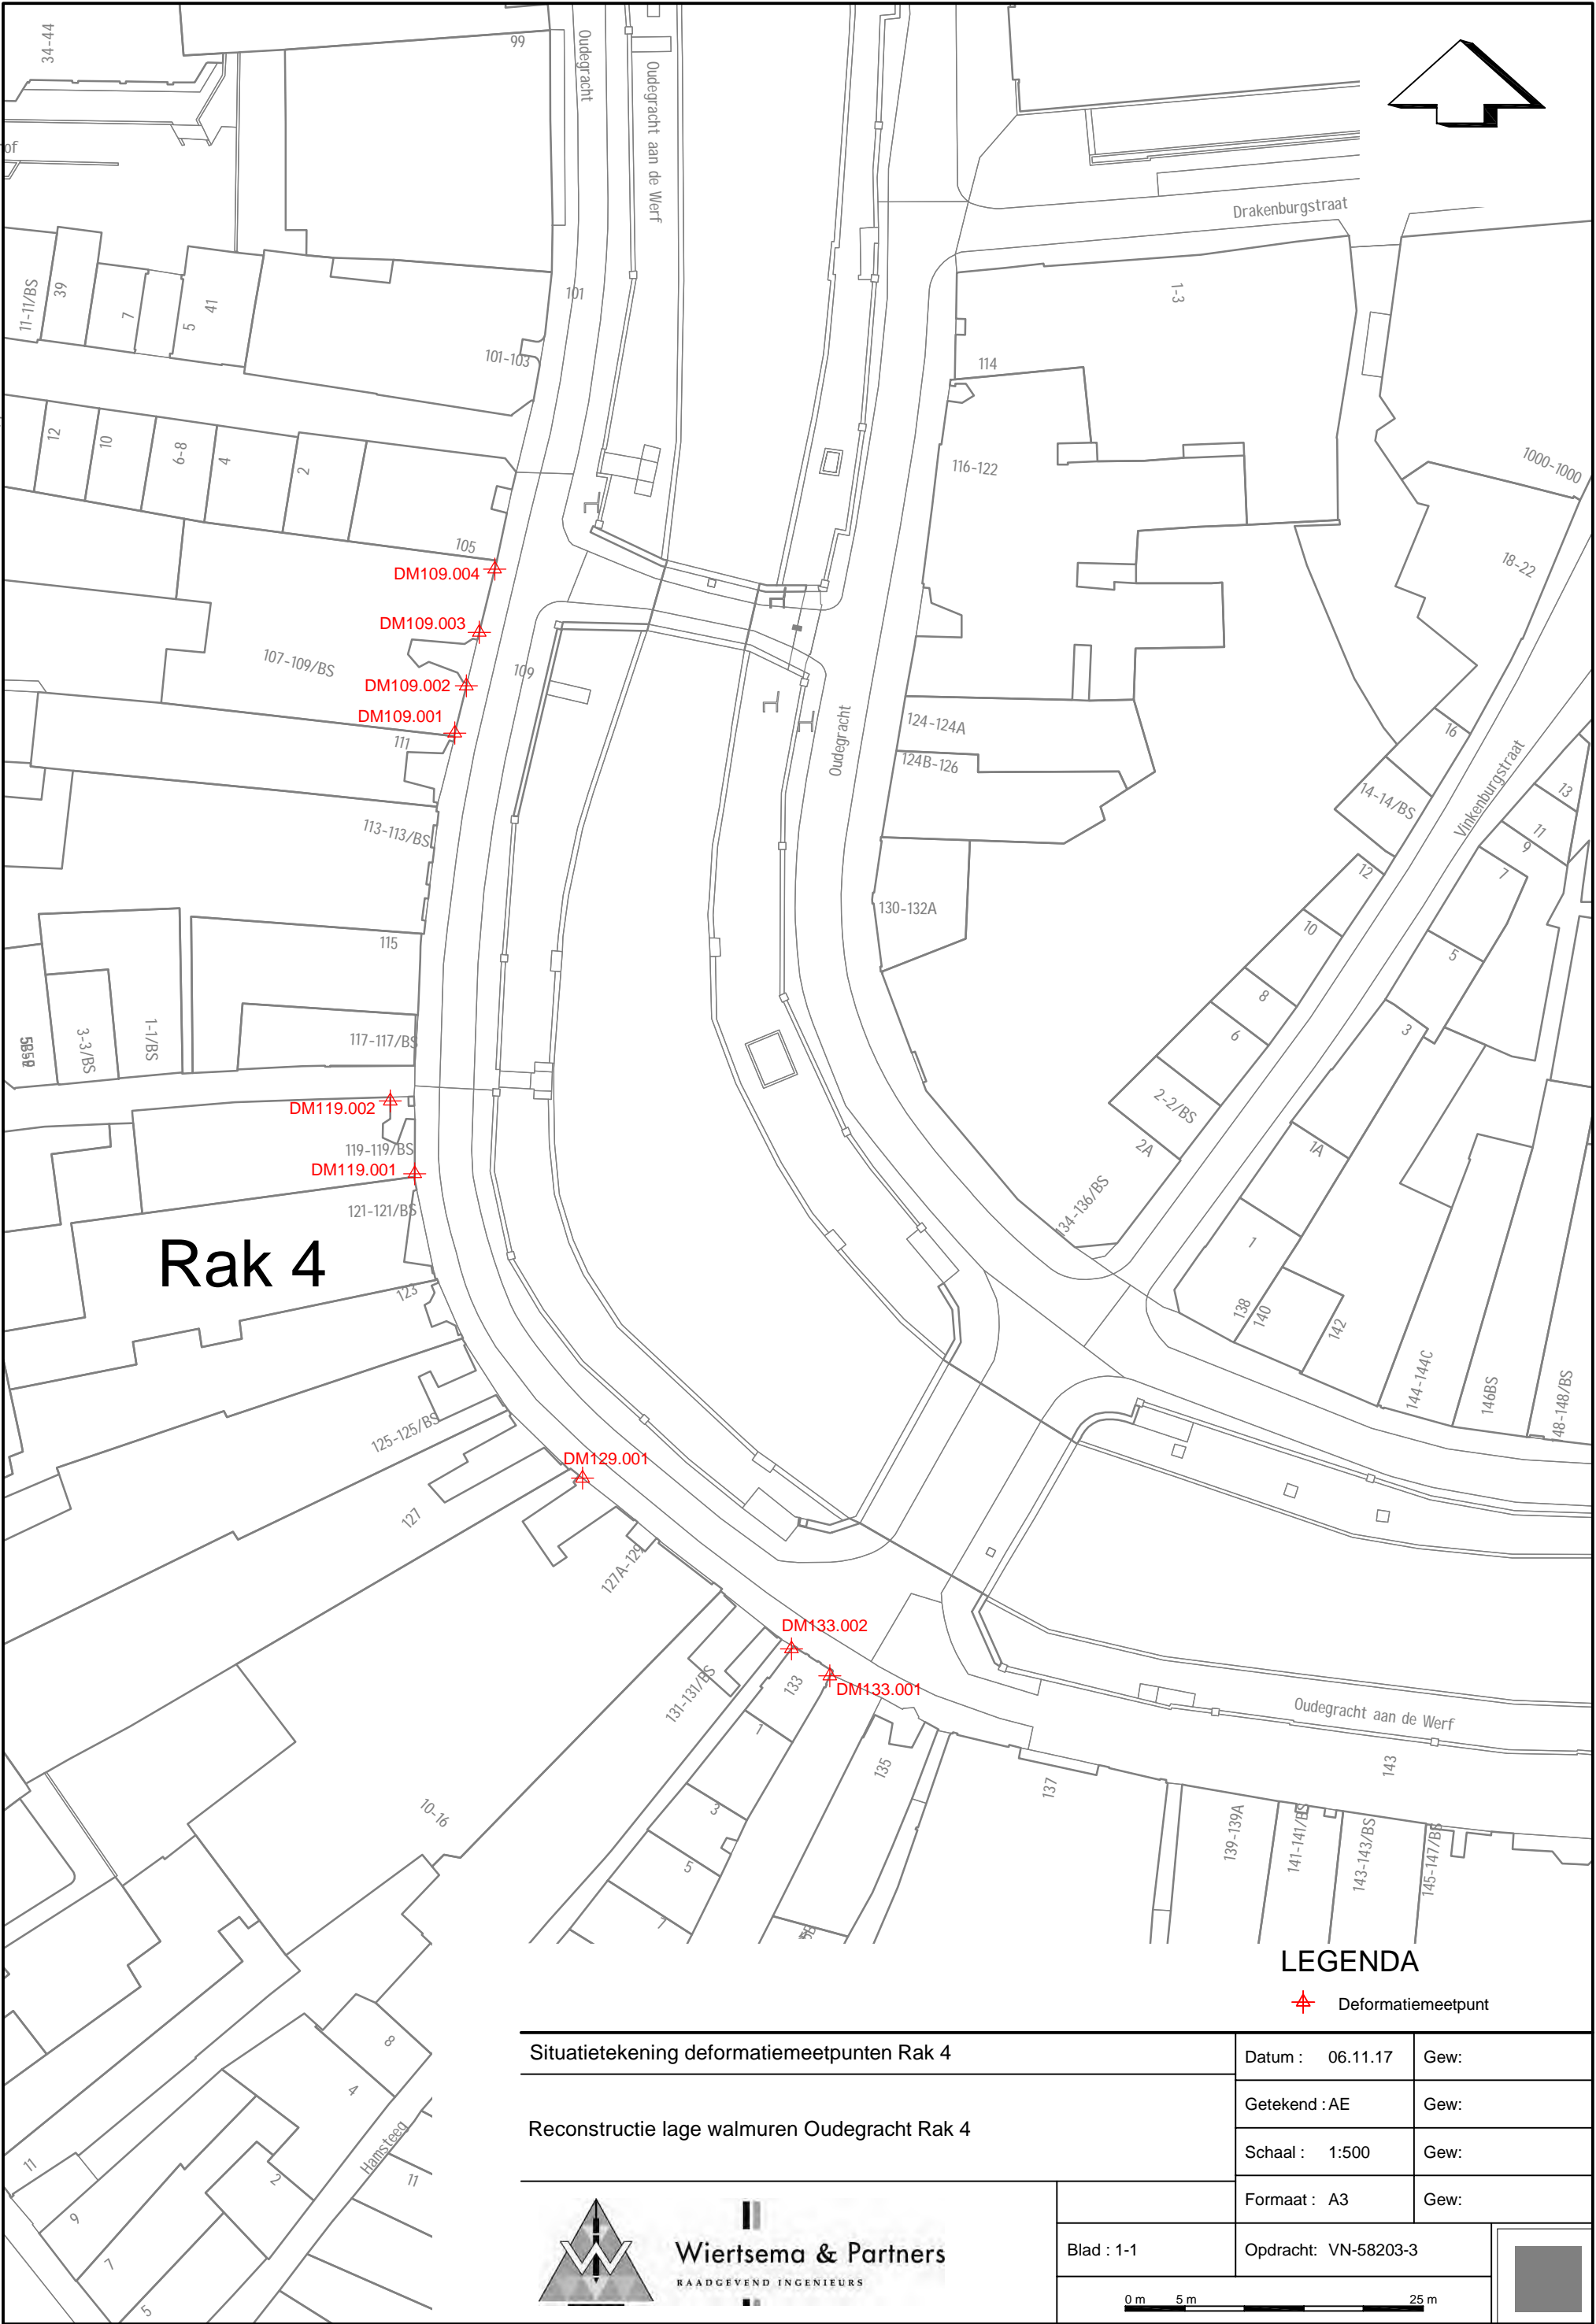 34-44
99
Oudegracht
Oudegracht aan de Werf
of
Drakenburgstraat
11-11/BS
39
7
5
41
101
101-103
1-3
114
12
10
6-8
4
2
116-122
1000-1000
18-22
105
DM109.004
DM109.003
107-109/BS
109
DM109.002
DM109.001
111
Oudegracht
124-124A
124B-126
16
14-14/BS
Vinkenburgstraat
13
11
9
7
113-113/BS
12
130-132A
10
5
115
8
6
3
3-3/BS
1-1/BS
117-117/BS
DM119.002
2-2/BS
2A
1A
119-119/BS
DM119.001
121-121/BS
134-136/BS
1
Rak 4
123
138
140
142
144-144C
146BS
148-148/BS
125-125/BS
DM129.001
127
127A-129
DM133.002
131-131/BS
133
DM133.001
Oudegracht aan de Werf
1
135
137
143
10-16
3
5
7
139-139A
141-141/BS
143-143/BS
145-147/BS
LEGENDA
Deformatiemeetpunt
8
4
Hamsteeg
11
2
11
9
7
5
Situatietekening deformatiemeetpunten Rak 4
Datum : 06.11.17 Gew:
Reconstructie lage walmuren Oudegracht Rak 4
Getekend : AE Gew:
Schaal : 1:500 Gew:
Formaat : A3 Gew:
Wiertsema & Partners
RAADGEVEND INGENIEURS
Blad : 1-1
Opdracht: VN-58203-3
0 m 5 m 25 m